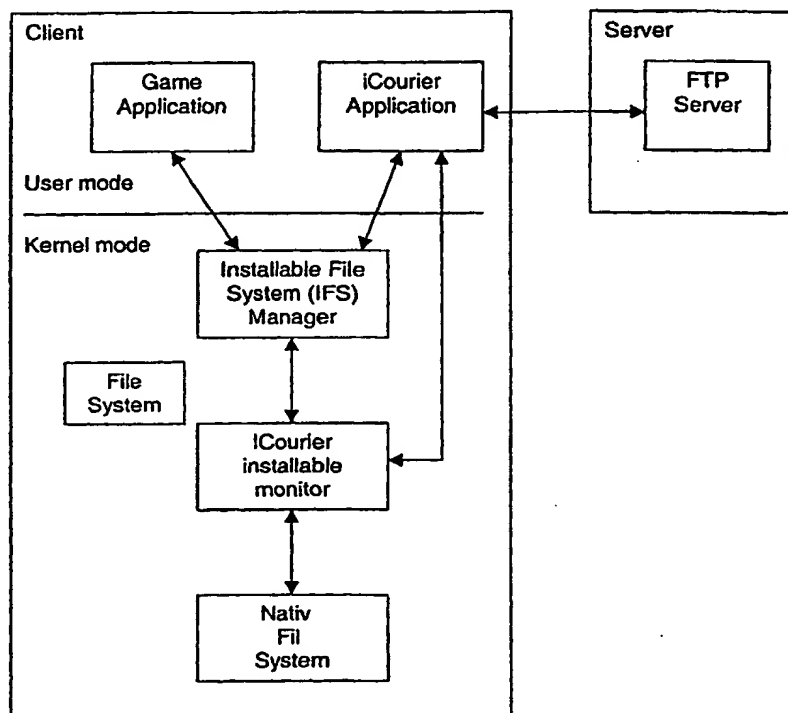 Client
Server
Game
Application
iCourier
Application
FTP
Server
User mode
Kernel mode
Installable File
System (IFS)
Manager
File
System
ICourier
installable
monitor
Nativ
Fil
System